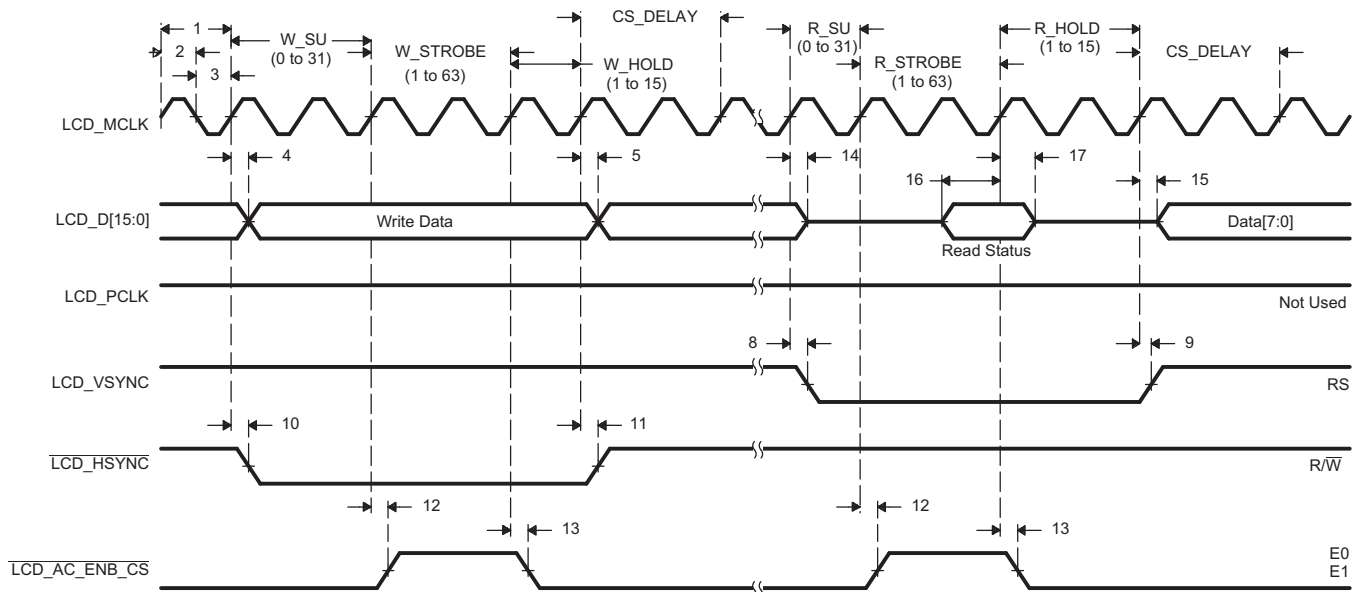 CS_DELAY
1
W_SU
(0 to 31)
R_SU
(0 to 31)
R_HOLD
(1 to 15)
2
W_STROBE
(1 to 63)
CS_DELAY
3
W_HOLD
(1 to 15)
R_STROBE
(1 to 63)
LCD_MCLK
4
5
14
17
16
15
LCD_D[15:0]
Write Data
Data[7:0]
Read Status
LCD_PCLK
Not Used
8
9
LCD_VSYNC
RS
10
11
LCD_HSYNC
R/W
12
13
12
13
LCD_AC_ENB_CS
E0
E1